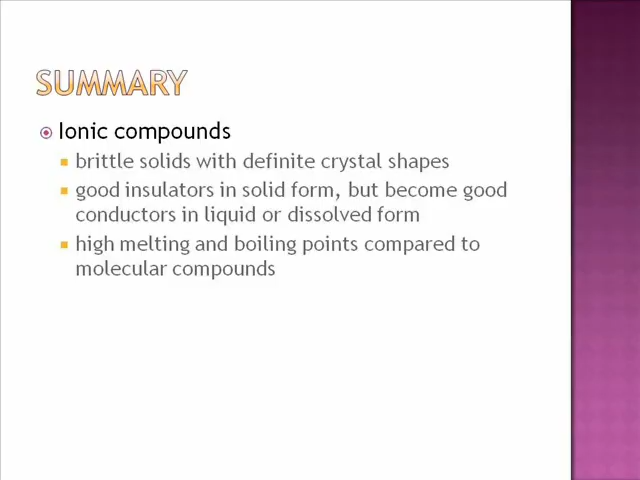 SUMMARY
Ionic compounds
brittle solids with definite crystal shapes
good insulators in solid form, but become good
conductors in liquid or dissolved form
high melting and boiling points compared to
molecular compounds